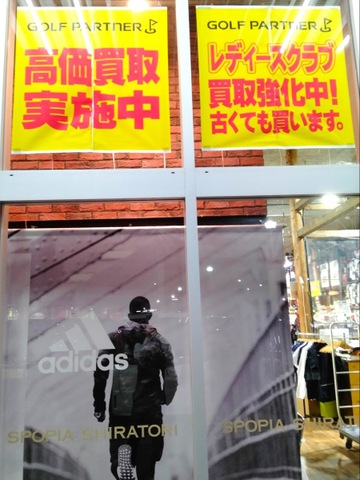 GOLF PARTNER
高価買取
実施中
GOLF PARTNER
レディースクラブ
買取強化中!
古くても買います。
adidas
SPOPIA SHIRATORI
SPOPIA SHIRATO